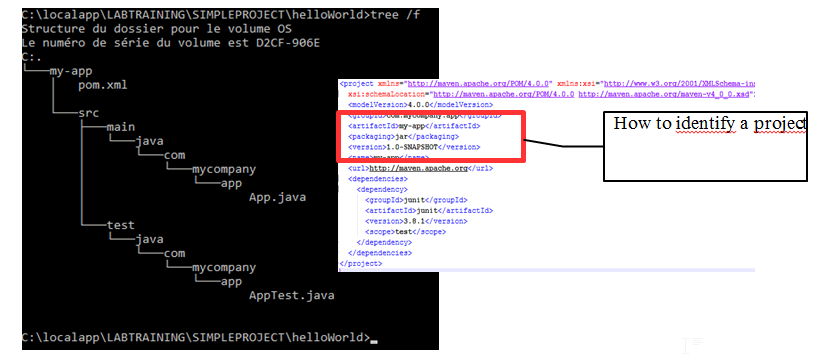 C:\localapp\LABTRAINING\SIMPLEPROJECT\helloWorld>tree /f
Structure du dossier pour le volume OS
Le numéro de série du volume est D2CF-906E
C:.
└───my-app
    │   pom.xml
    │
    └───src
        ├───main
        │   └───java
        │       └───com
        │           └───mycompany
        │               └───app
        │                       App.java
        │
        └───test
            └───java
                └───com
                    └───mycompany
                        └───app
                                AppTest.java
C:\localapp\LABTRAINING\SIMPLEPROJECT\helloWorld>
<project xmlns="http://maven.apache.org/POM/4.0.0" xmlns:xsi="http://www.w3.org/2001/XMLSchema-ins
xsi:schemaLocation="http://maven.apache.org/POM/4.0.0 http://maven.apache.org/maven-v4_0_0.xsd"
<modelVersion>4.0.0</modelVersion>
<groupId>com.mycompany.app</groupId>
<artifactId>my-app</artifactId>
<packaging>jar</packaging>
<version>1.0-SNAPSHOT</version>
<name>my-app</name>
<url>http://maven.apache.org</url>
<dependencies>
<dependency>
<groupId>junit</groupId>
<artifactId>junit</artifactId>
<version>3.8.1</version>
<scope>test</scope>
</dependency>
</dependencies>
</project>
How to identify a project